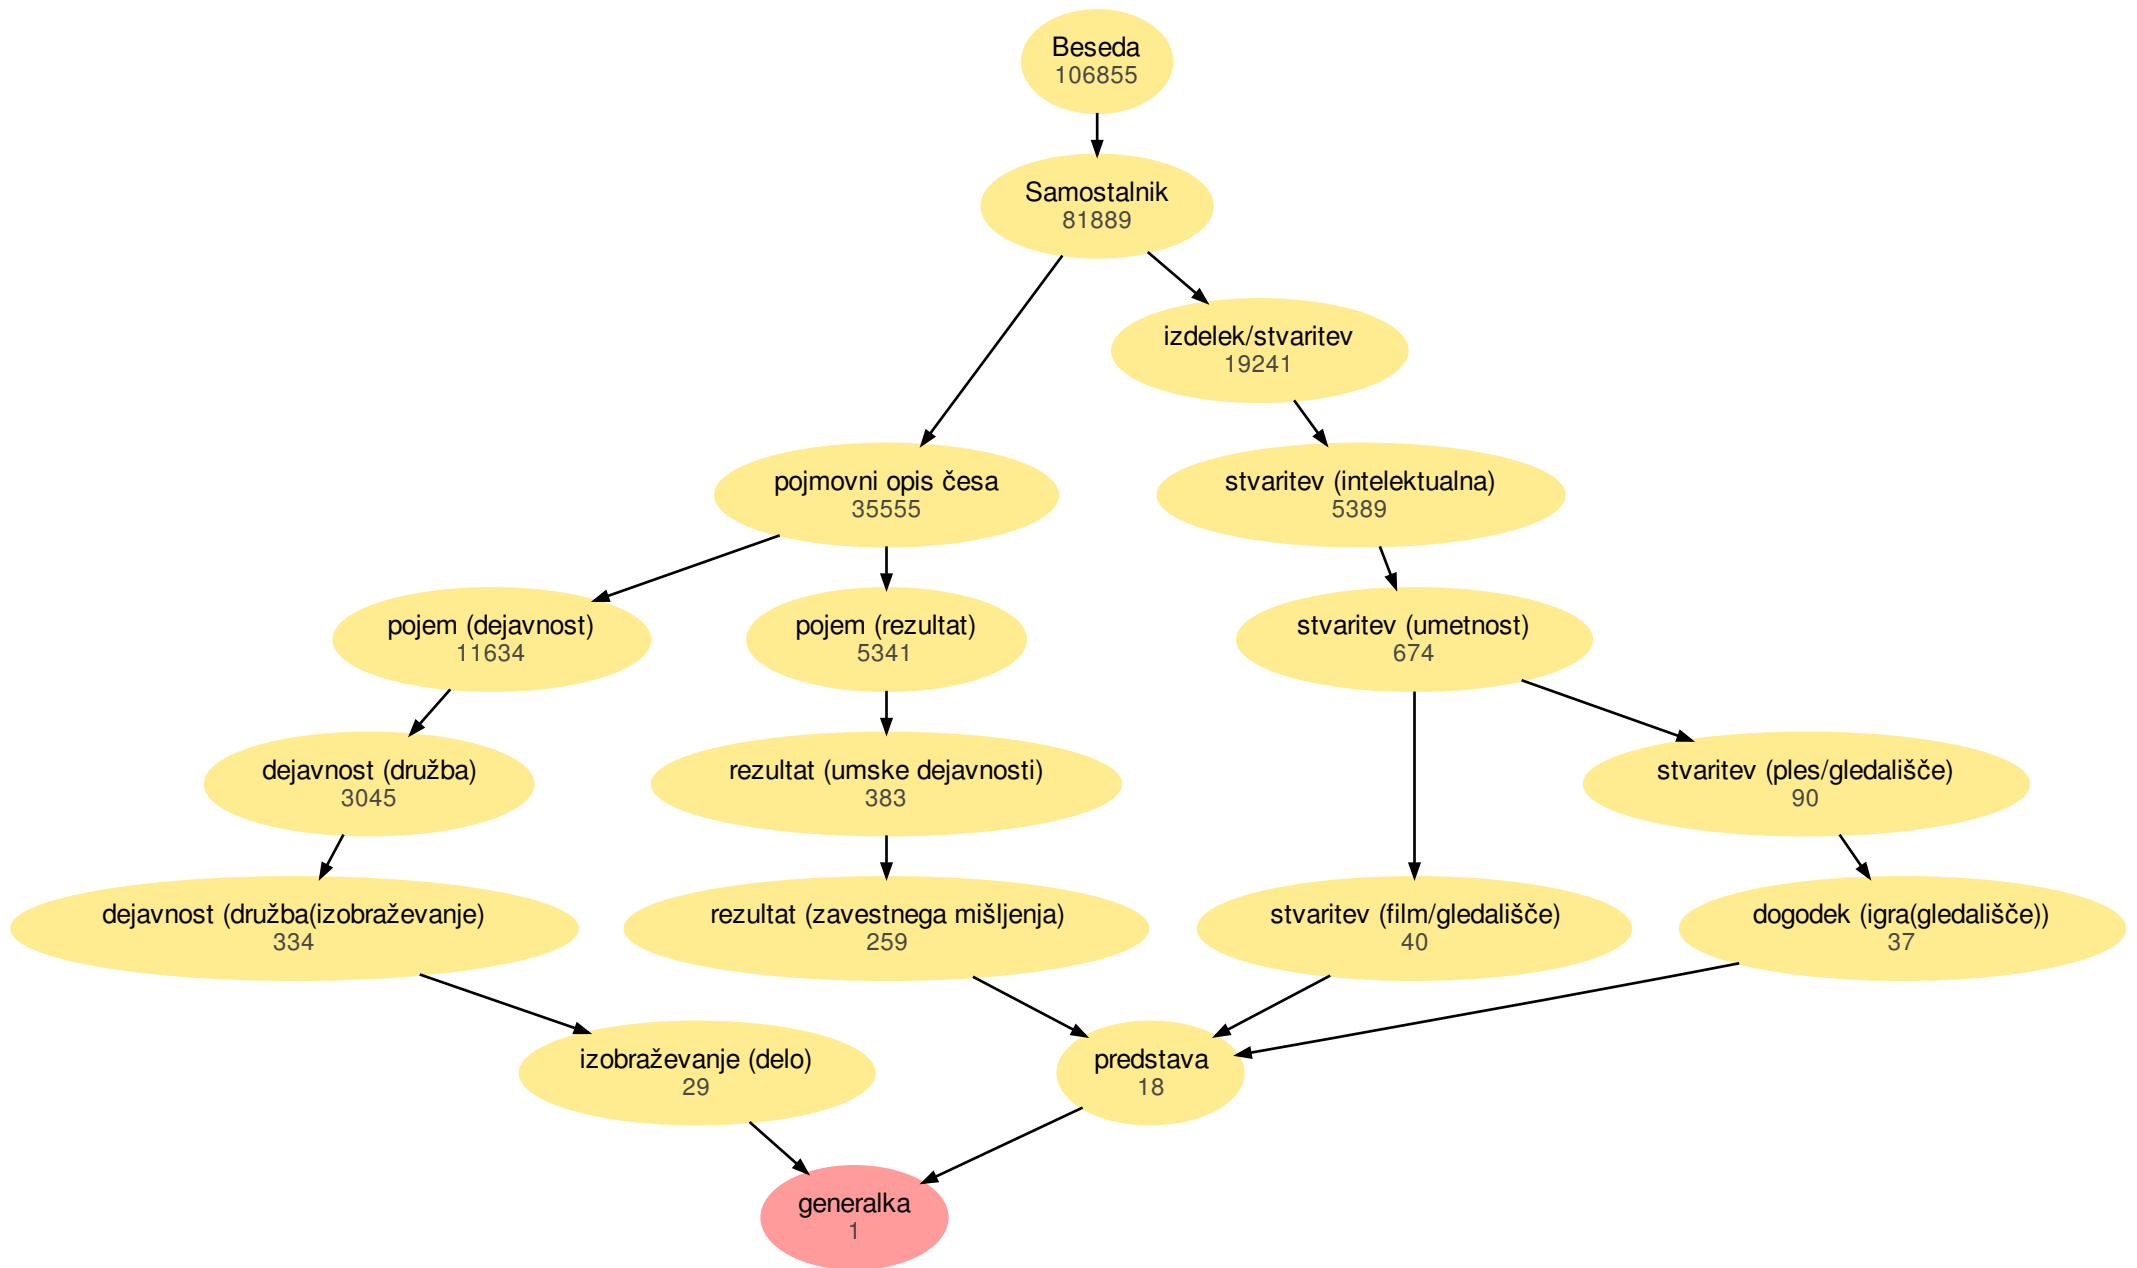 Beseda
106855
Samostalnik
81889
izdelek/stvaritev
19241
pojmovni opis česa
35555
stvaritev (intelektualna)
5389
pojem (dejavnost)
11634
pojem (rezultat)
5341
stvaritev (umetnost)
674
dejavnost (družba)
3045
rezultat (umske dejavnosti)
383
stvaritev (ples/gledališče)
90
dejavnost (družba(izobraževanje)
334
rezultat (zavestnega mišljenja)
259
stvaritev (film/gledališče)
40
dogodek (igra(gledališče))
37
izobraževanje (delo)
29
predstava
18
generalka
1